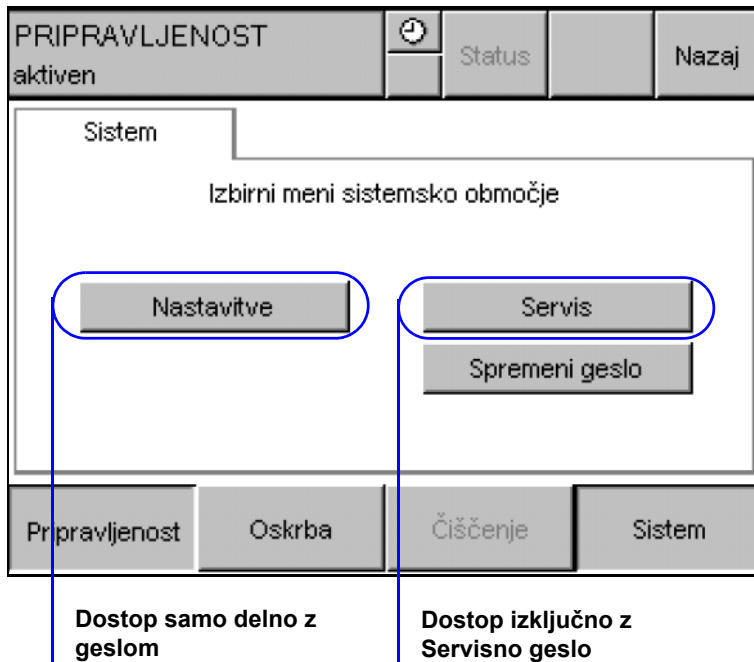 PRIPRAVLJENOST
aktiven
Status
Nazaj
Sistem
Izbirni meni sistemsko območje
Nastavitve
Servis
Spremeni geslo
Pripravljenost
Oskrba
Čiščenje
Sistem
Dostop samo delno z
geslom
Dostop izključno z
Servisno geslo